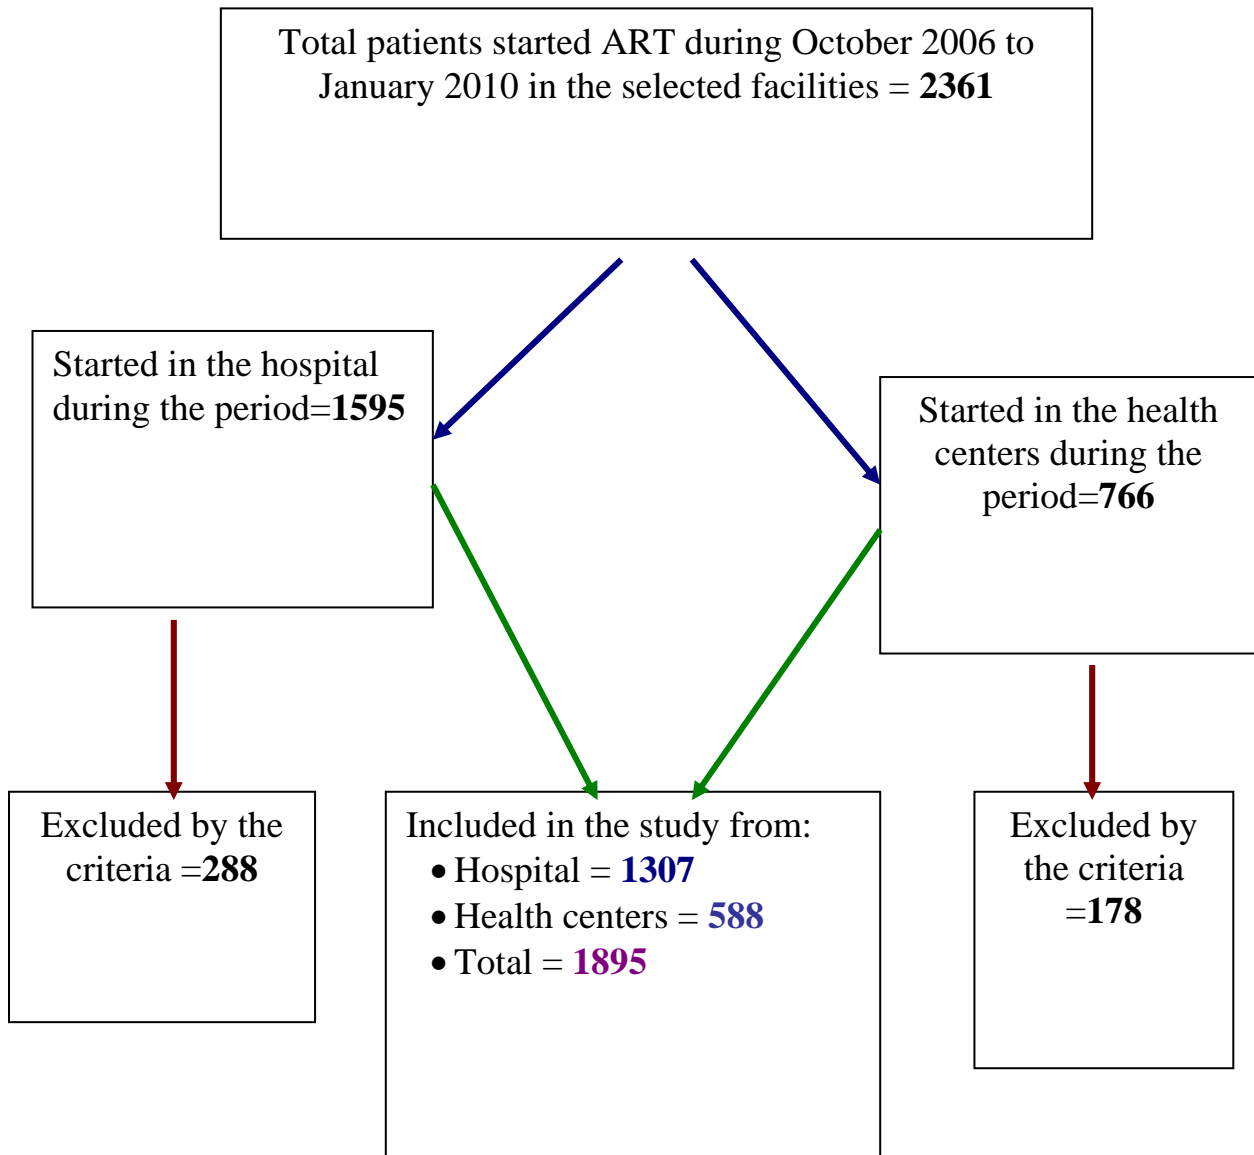 Total patients started ART during October 2006 to
January 2010 in the selected facilities = 2361
Started in the hospital
during the period=1595
Started in the health
centers during the
period=766
Excluded by the
criteria =288
Included in the study from:
• Hospital = 1307
• Health centers = 588
• Total = 1895
Excluded by
the criteria
=178